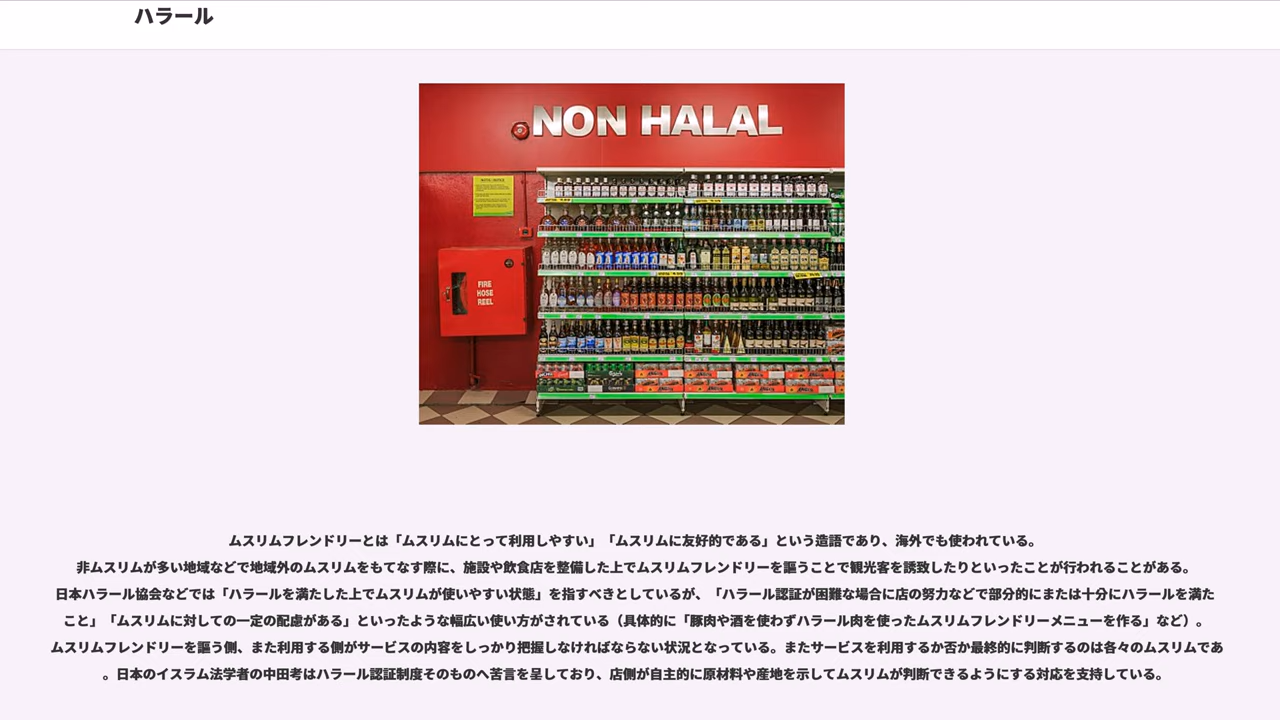 ハラール
NON HALAL
FIRE
HOSE
REEL
ムスリムフレンドリーとは「ムスリムにとって利用しやすい」「ムスリムに友好的である」という造語であり、海外でも使われている。
非ムスリムが多い地域などで地域外のムスリムをもてなす際に、施設や飲食店を整備した上でムスリムフレンドリーを謳うことで観光客を誘致したりといったことが行われることがある。
日本ハラール協会などでは「ハラールを満たした上でムスリムが使いやすい状態」を指すべきとしているが、「ハラール認証が困難な場合に店の努力などで部分的にまたは十分にハラールを満た
こと」「ムスリムに対しての一定の配慮がある」といったような幅広い使い方がされている（具体的に「豚肉や酒を使わずハラール肉を使ったムスリムフレンドリーメニューを作る」など）。
ムスリムフレンドリーを謳う側、また利用する側がサービスの内容をしっかり把握しなければならない状況となっている。またサービスを利用するか否か最終的に判断するのは各々のムスリムであ
。日本のイスラム法学者の中田考はハラール認証制度そのものへ苦言を呈しており、店側が自主的に原材料や産地を示してムスリムが判断できるようにする対応を支持している。